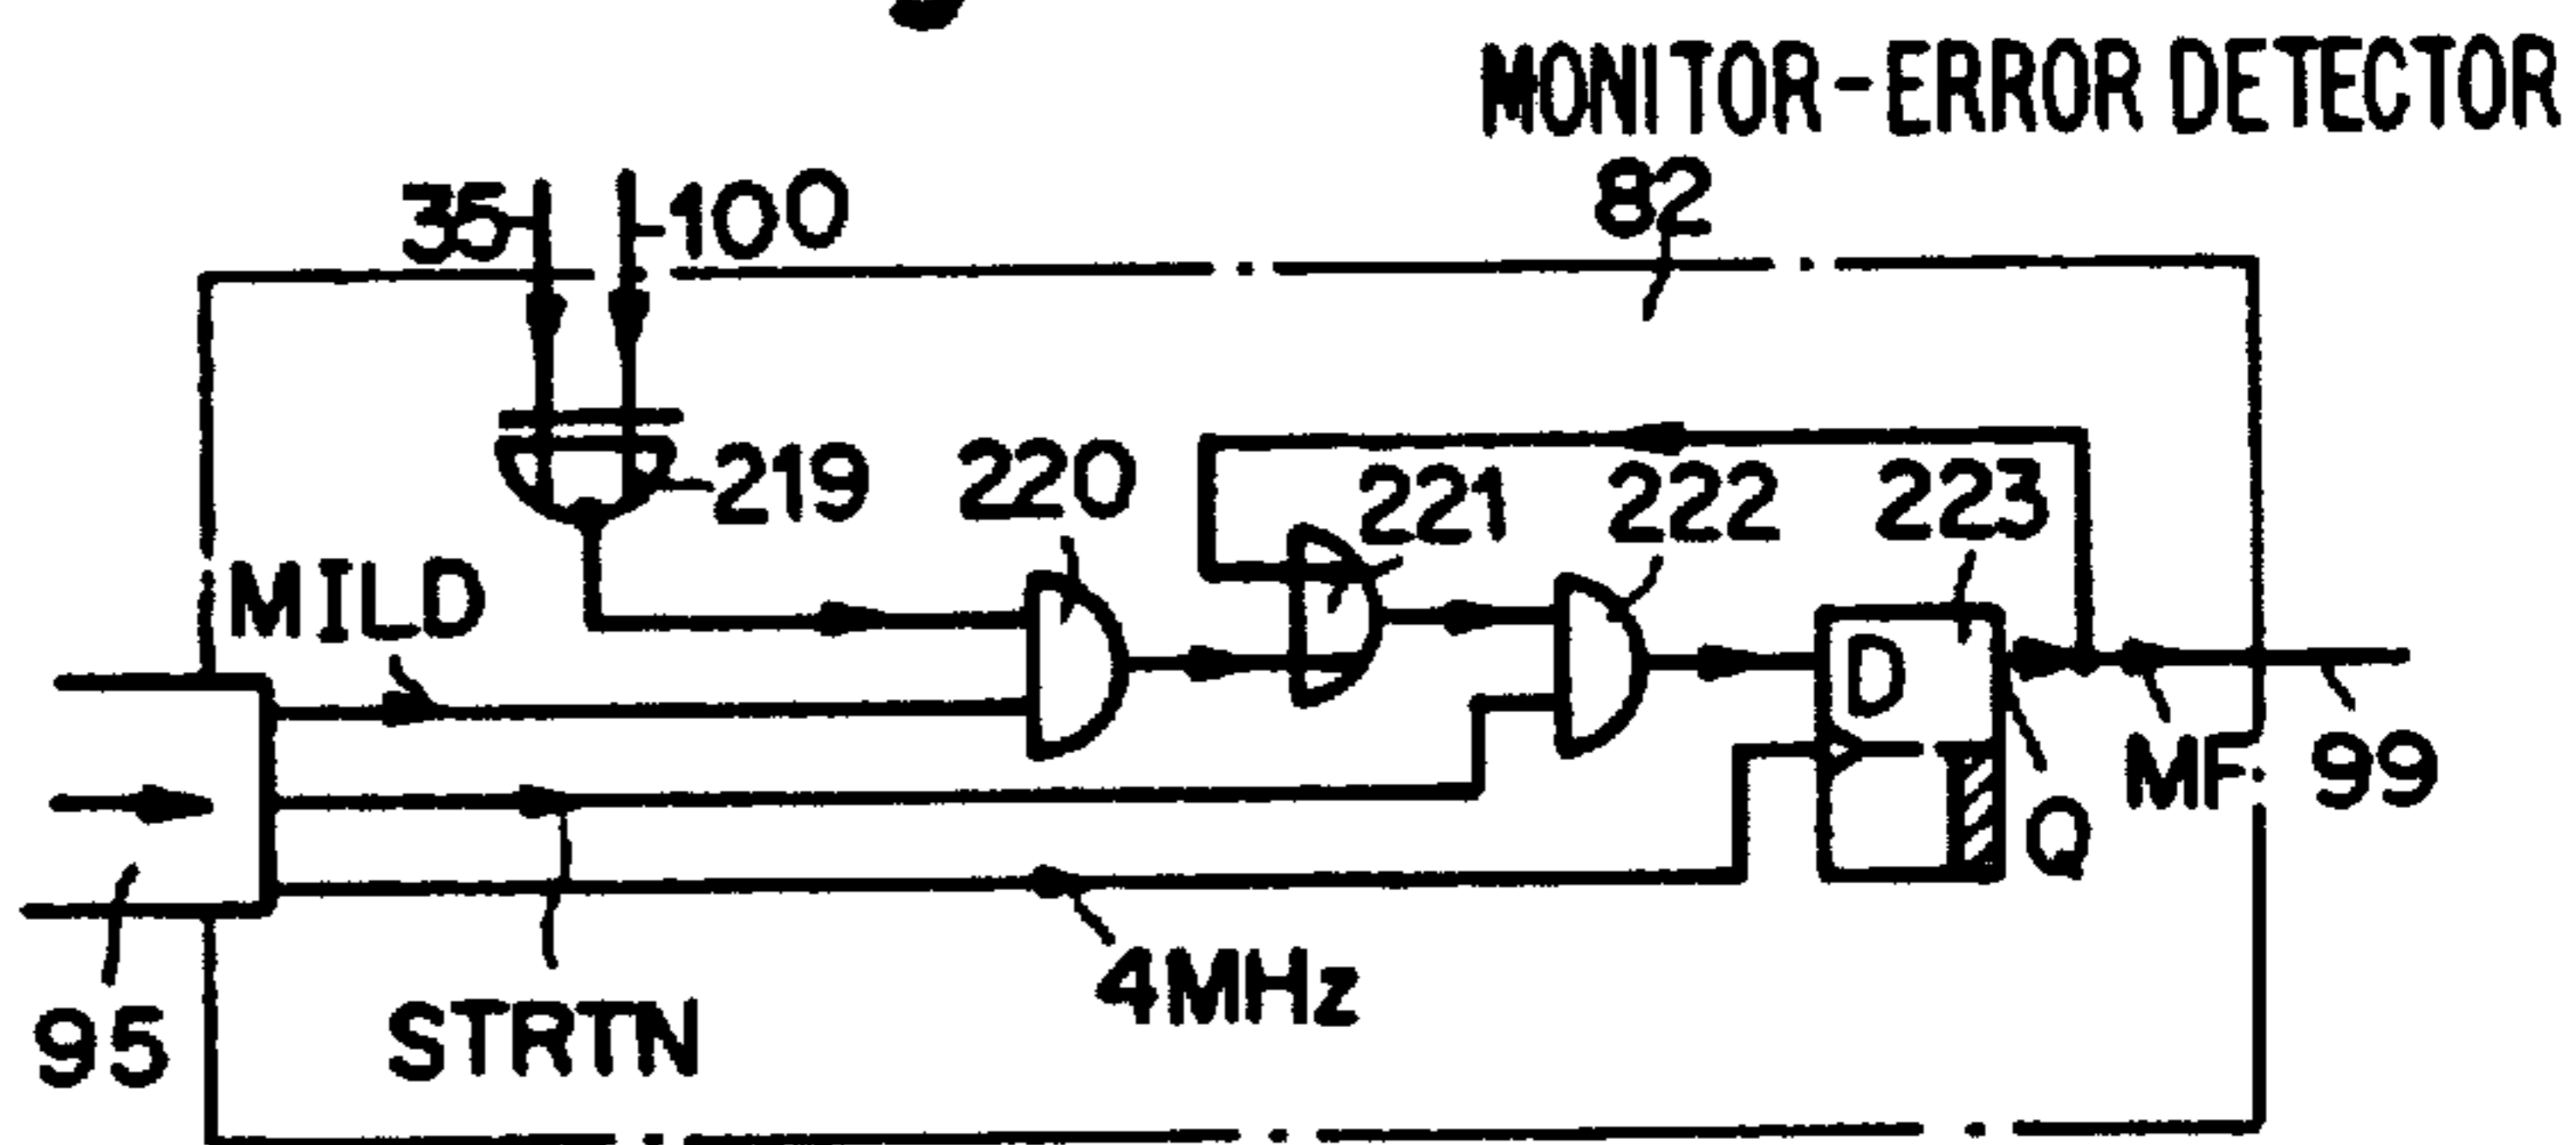 MONITOR-ERROR DETECTOR
82
35
100
219
220
221
222
223
MILD
D
Q
MF
99
95
STRTN
4MHz